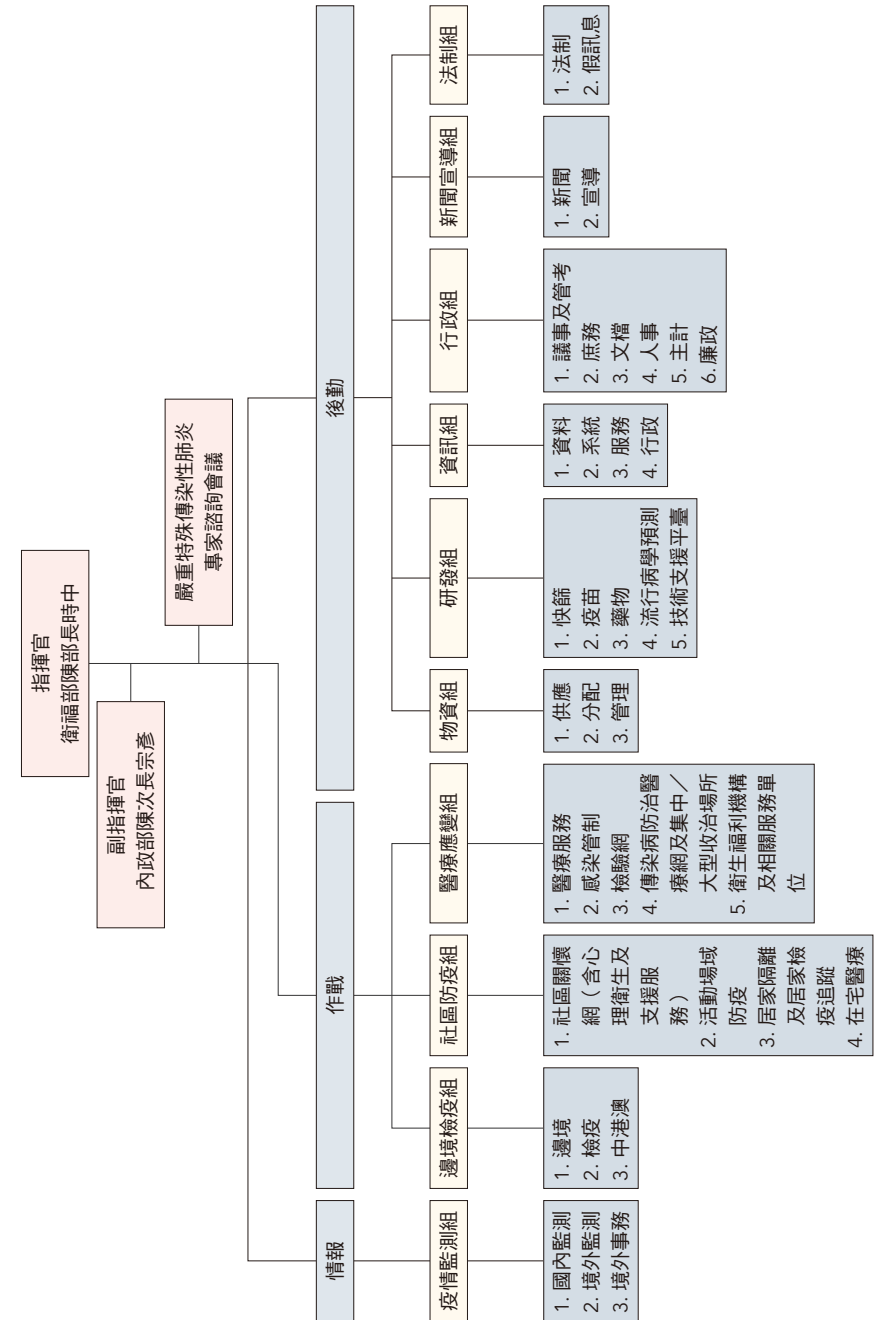 指揮官
衛福部陳部長時中
副指揮官
內政部陳次長宗彥
嚴重特殊傳染性肺炎
專家諮詢會議
情報
作戰
後勤
疫情監測組
邊境檢疫組
社區防疫組
醫療應變組
物資組
研發組
資訊組
行政組
新聞宣導組
法制組
1. 國內監測
2. 境外監測
3. 境外事務
1. 邊境
2. 檢疫
3. 中港澳
1. 社區關懷
網（含心
理衛生及
支援服
務）
2. 活動場域
防疫
3. 居家隔離
及居家檢
疫追蹤
4. 在宅醫療
1. 醫療服務
2. 感染管制
3. 檢驗網
4. 傳染病防治醫
療網及集中／
大型收治場所
5. 衛生福利機構
及相關服務單
位
1. 供應
2. 分配
3. 管理
1. 快篩
2. 疫苗
3. 藥物
4. 流行病學預測
5. 技術支援平臺
1. 資料
2. 系統
3. 服務
4. 行政
1. 議事及管考
2. 庶務
3. 文檔
4. 人事
5. 主計
6. 廉政
1. 新聞
2. 宣導
1. 法制
2. 假訊息